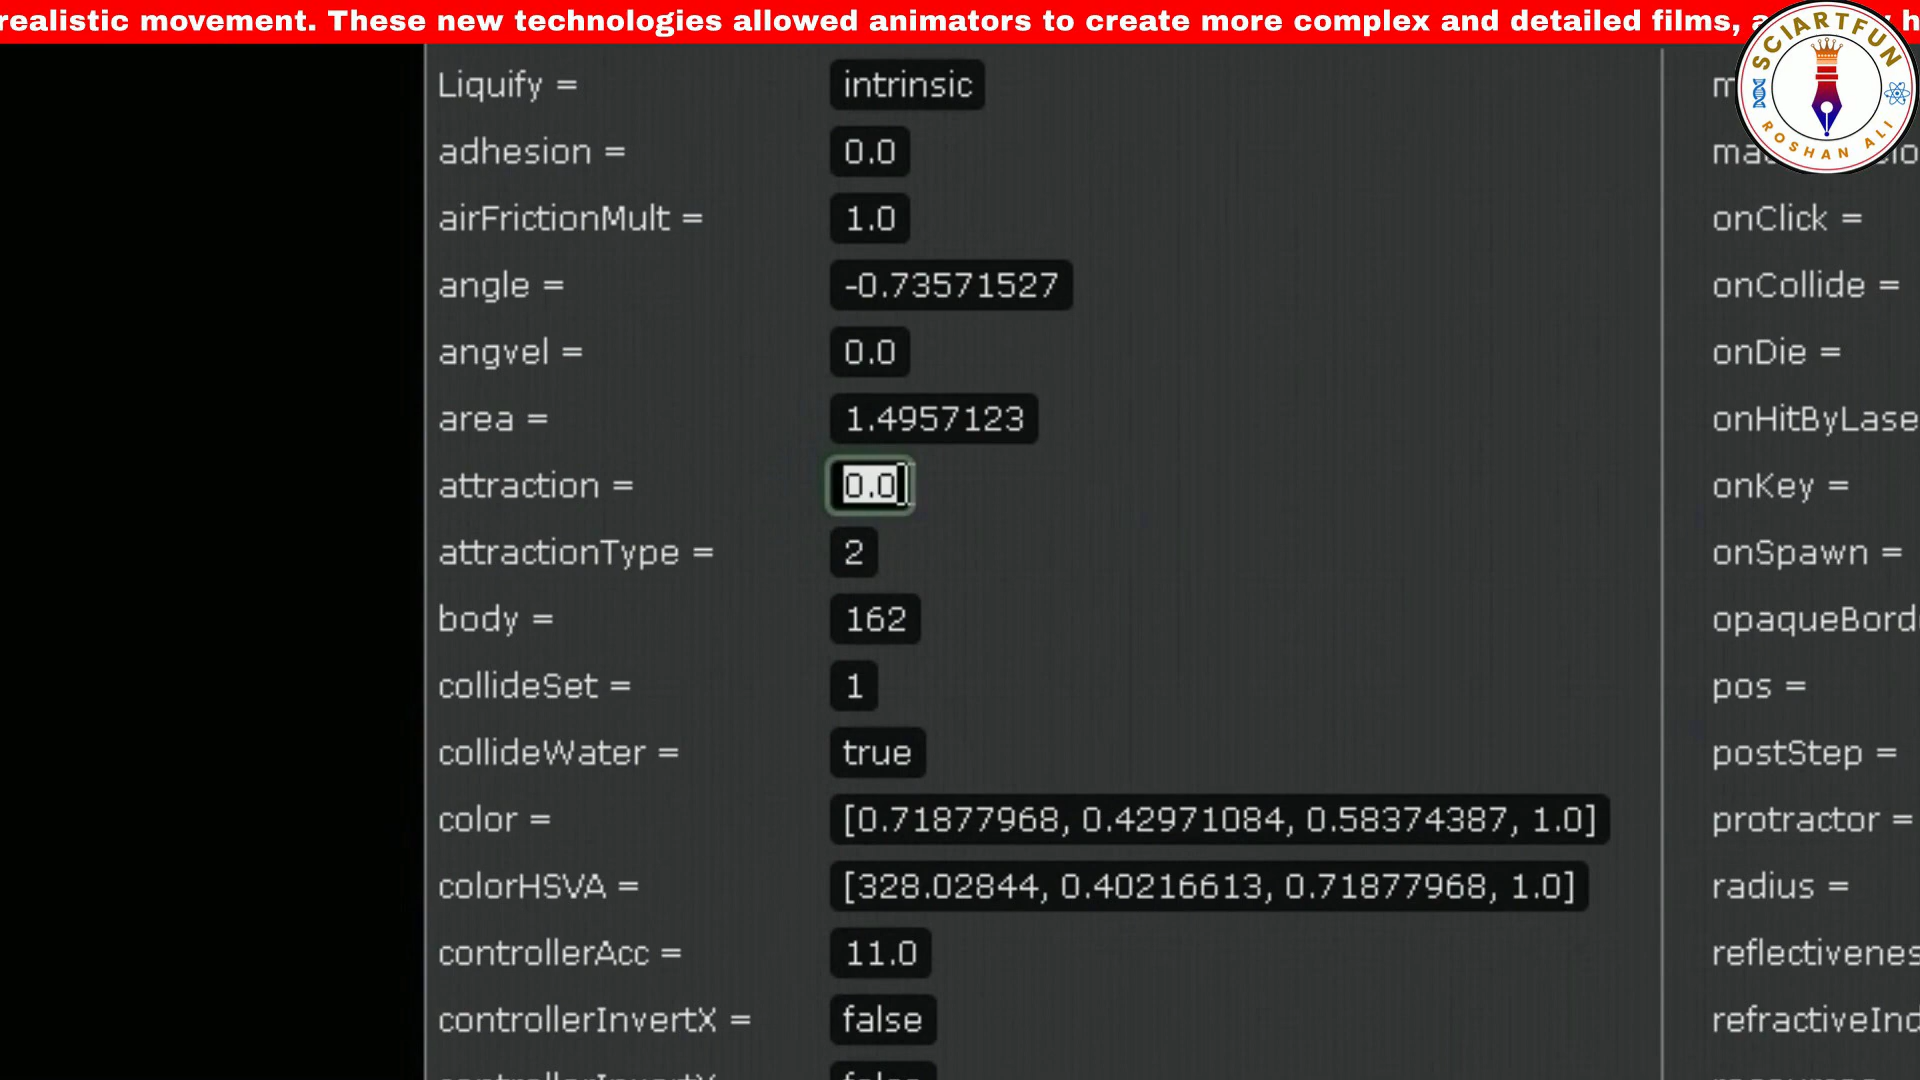 realistic movement. These new technologies allowed animators to create more complex and detailed films,
SCIARTFUN
ROSHAN ALI
Liquify = intrinsic
adhesion = 0.0
airFrictionMult = 1.0
onClick =
angle = -0.73571527
onCollide =
angvel = 0.0
onDie =
area = 1.4957123
onHitByLase
attraction = 0.0
onKey =
attractionType = 2
onSpawn =
body = 162
opaqueBord
collideSet = 1
pos =
collideWater = true
postStep =
color = [0.71877968, 0.42971084, 0.58374387, 1.0]
protractor =
colorHSVA = [328.02844, 0.40216613, 0.71877968, 1.0]
radius =
controllerAcc = 11.0
reflectivenes
controllerInvertX = false
refractiveInd